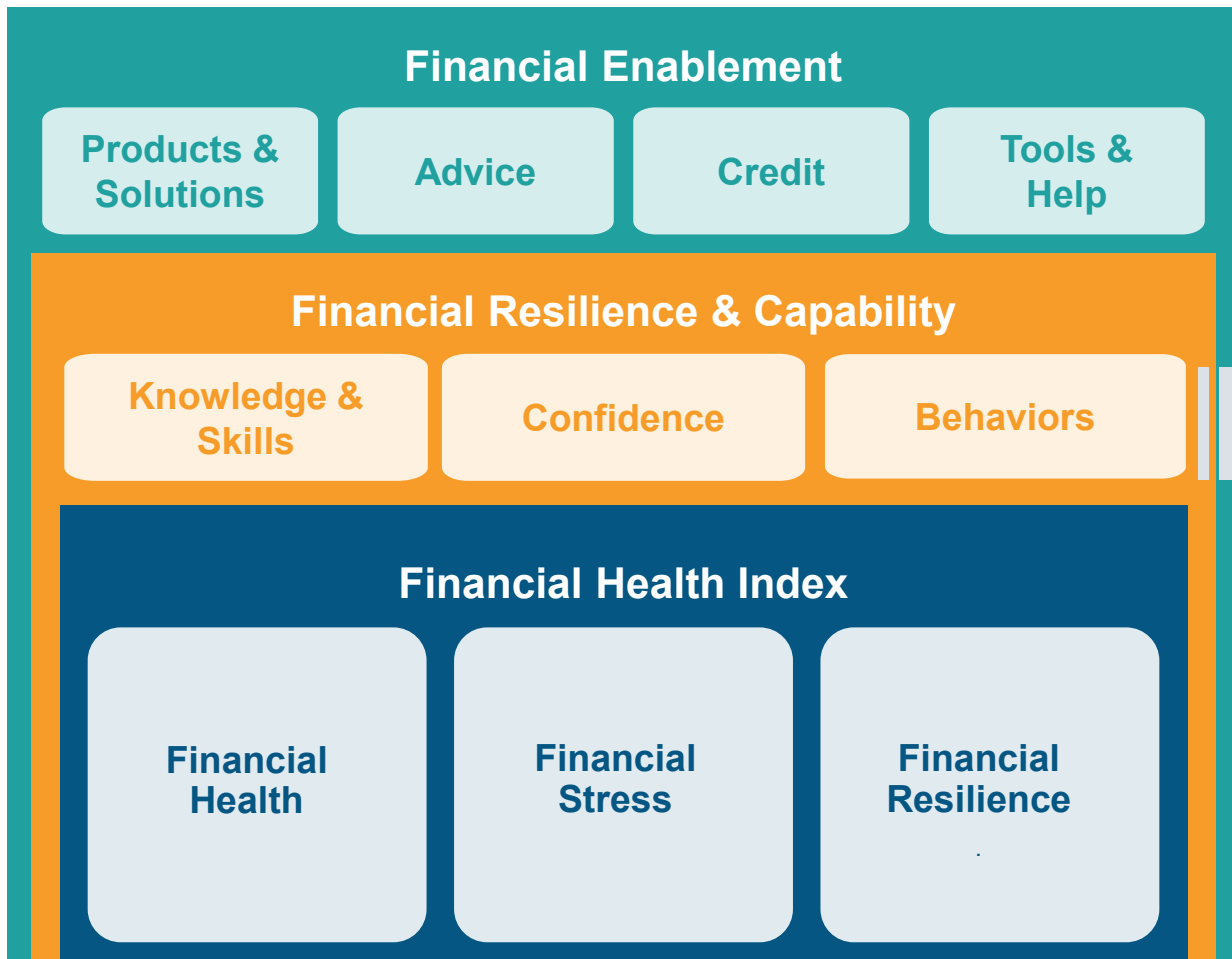 Financial Enablement
Products &
Solutions
Advice
Credit
Tools &
Help
Financial Resilience & Capability
Knowledge &
Skills
Confidence
Behaviors
Financial Health Index
Financial
Health
Financial
Stress
Financial
Resilience
.